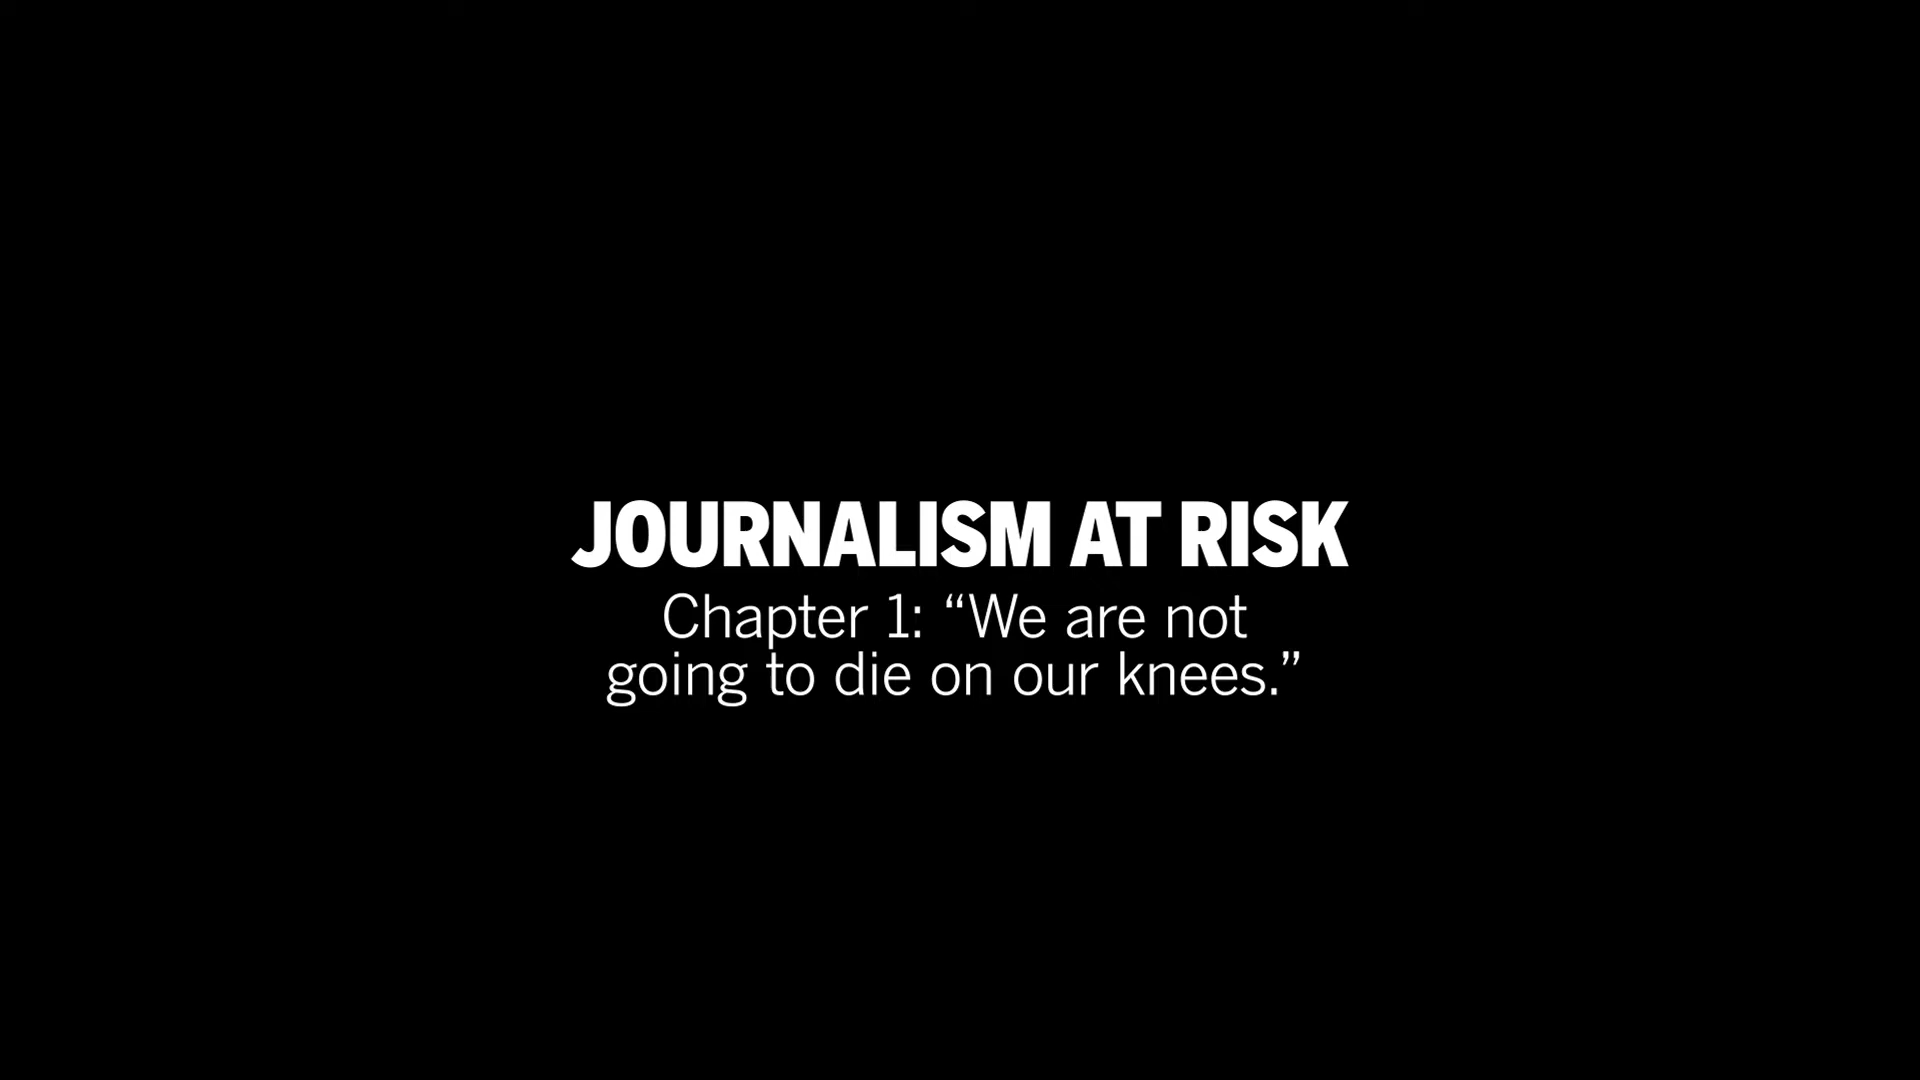 JOURNALISM AT RISK
Chapter 1: “We are not
going to die on our knees.”